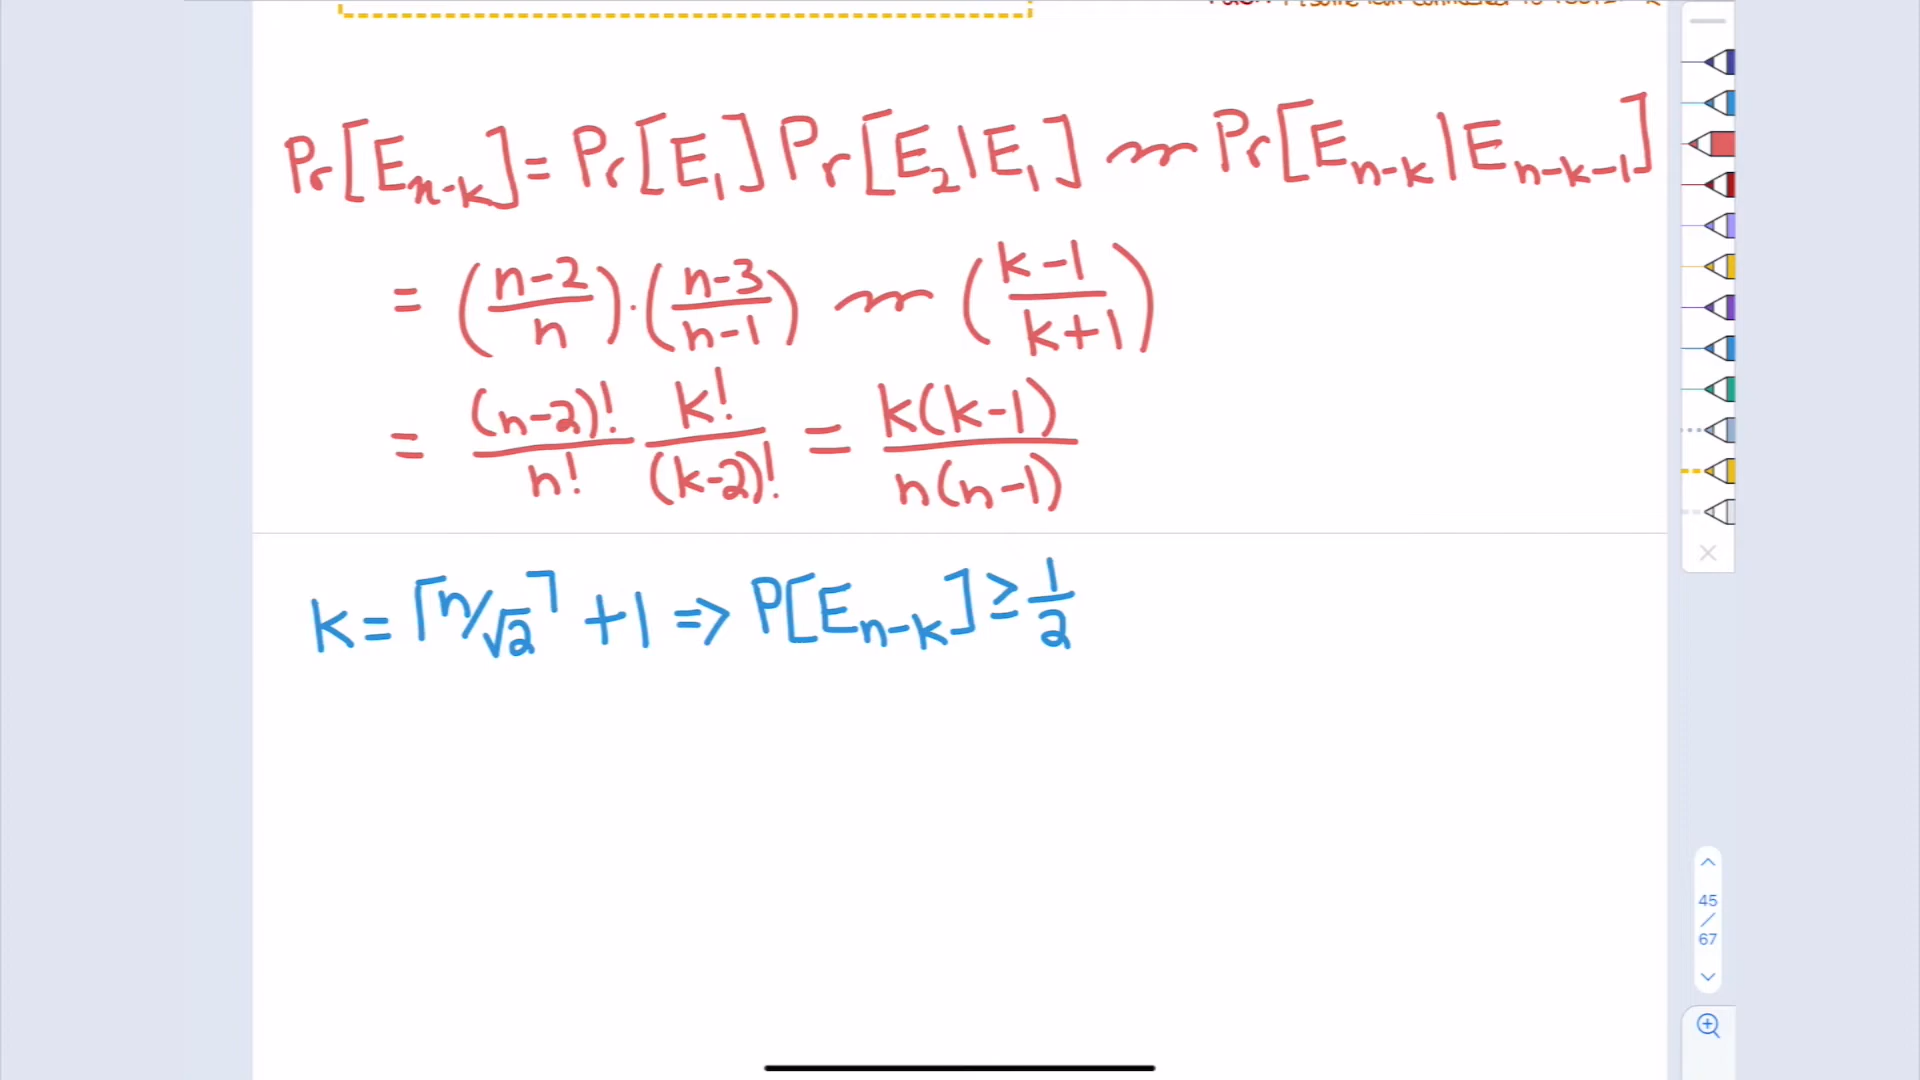 Pr[E_{n-k}] = Pr[E_1] Pr[E_2|E_1] ~~~ Pr[E_{n-k}|E_{n-k-1}]
= ((n-2)/n) · ((n-3)/(n-1)) ~~~ ((k-1)/(k+1))
= (n-2)!/n! k!/(k-2)! = k(k-1)/n(n-1)
k = ⌈n/√2⌉ + 1 => P[E_{n-k}] ≥ 1/2
45
/
67